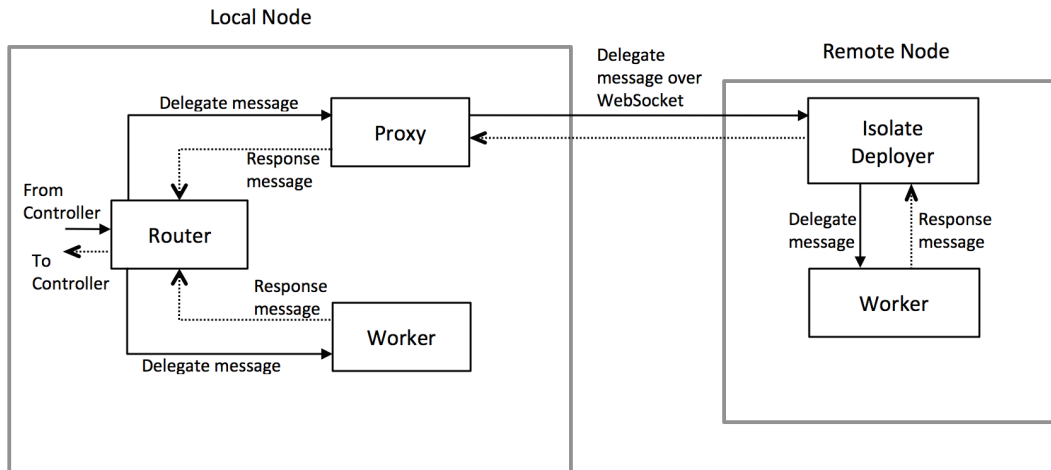 Local Node
Remote Node
Delegate
message over
WebSocket
Delegate message
Proxy
Isolate
Deployer
Response
message
From
Controller
Router
To
Controller
Delegate
message
Response
message
Response
message
Worker
Worker
Delegate message